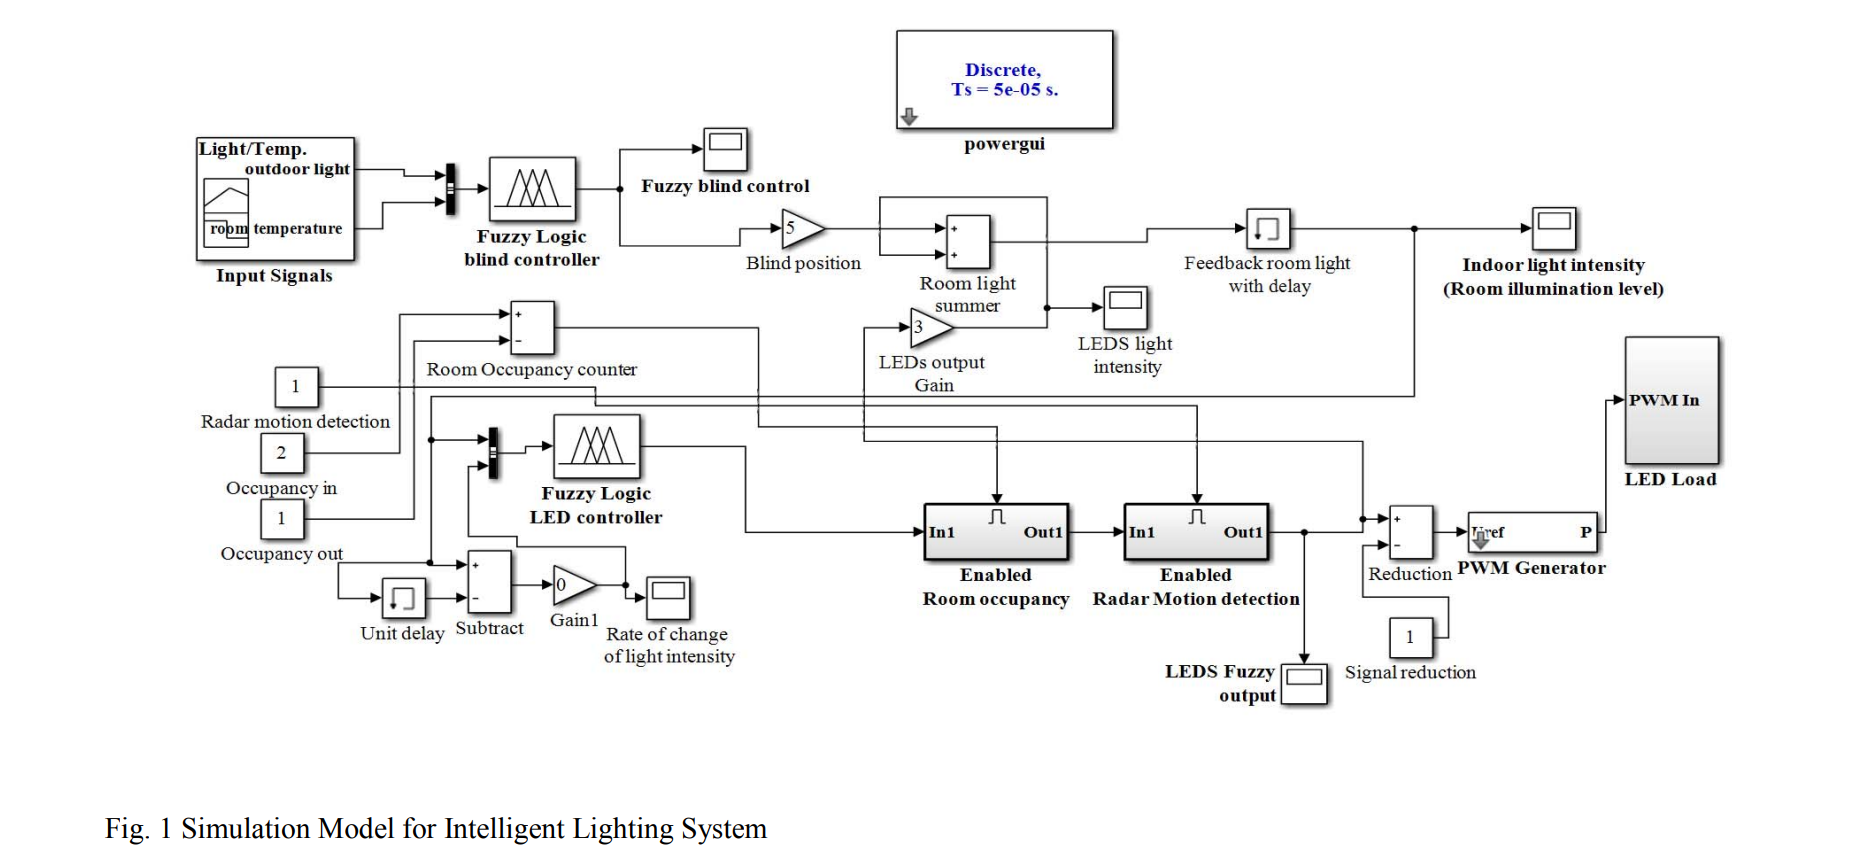 Discrete,
Ts = 5e-05 s.
powergui
Light/Temp.
outdoor light
room temperature
Input Signals
Fuzzy Logic
blind controller
Fuzzy blind control
5
Blind position
+
+
Room light
summer
Feedback room light
with delay
Indoor light intensity
(Room illumination level)
3
LEDs output
Gain
LEDS light
intensity
+
-
Room Occupancy counter
1
Radar motion detection
2
Occupancy in
1
Occupancy out
Fuzzy Logic
LED controller
Unit delay
+
-
Subtract
0
Gain1
Rate of change
of light intensity
In1 Out1
Enabled
Room occupancy
In1 Out1
Enabled
Radar Motion detection
LEDS Fuzzy
output
+
-
Reduction
1
Signal reduction
Uref P
PWM Generator
PWM In
LED Load
Fig. 1 Simulation Model for Intelligent Lighting System